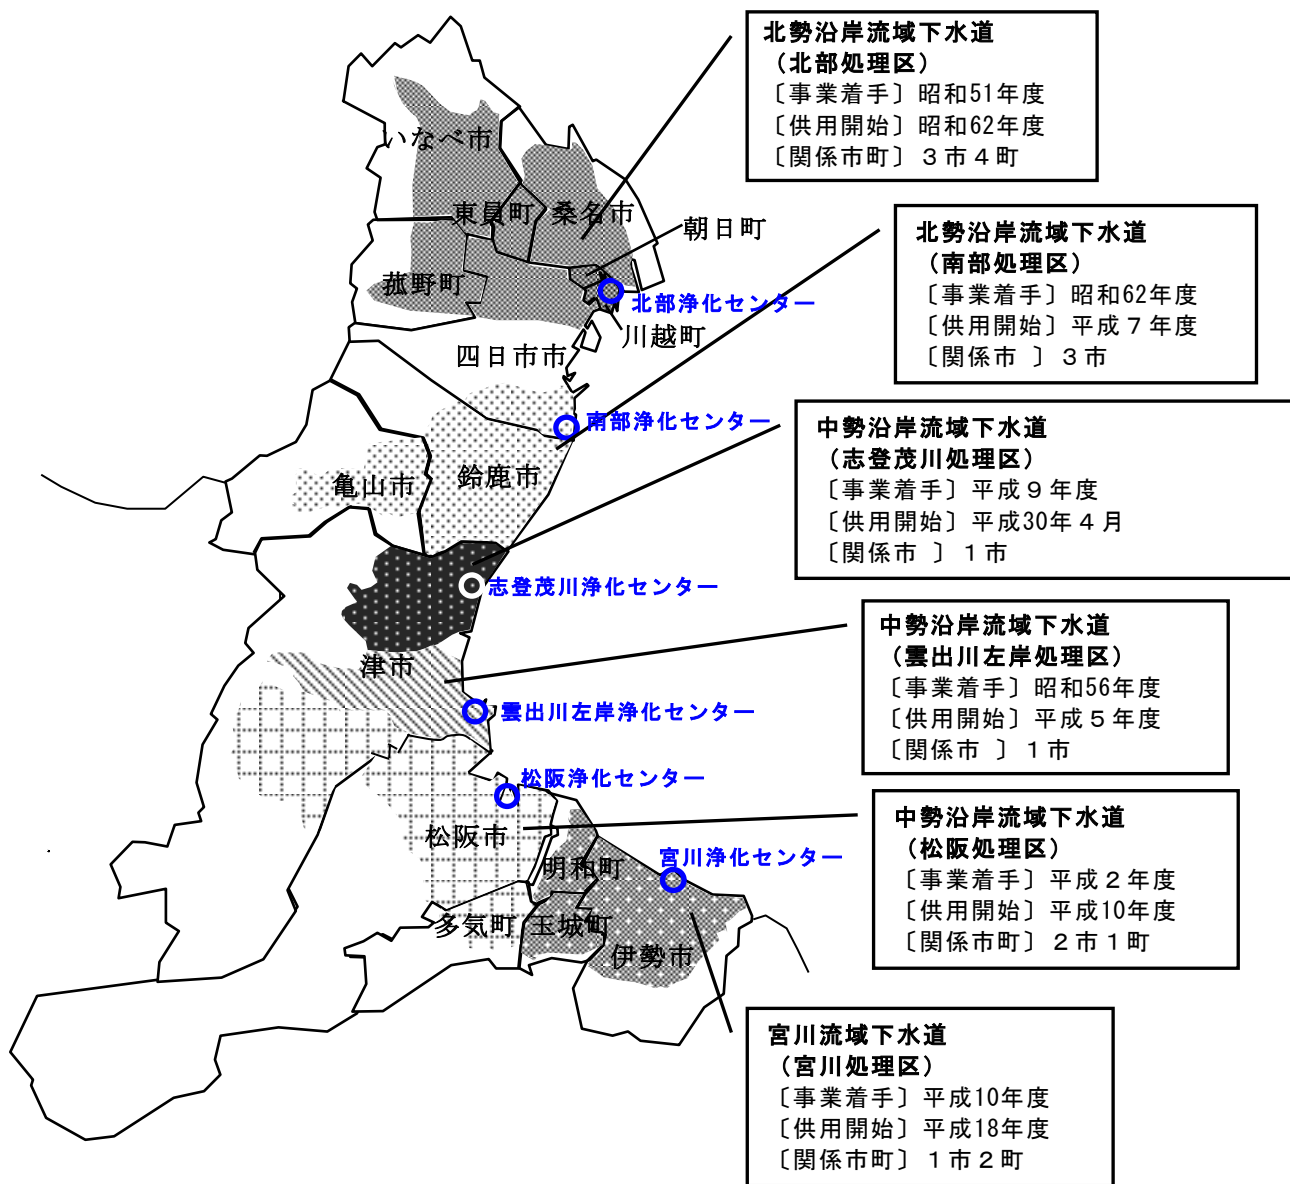 北勢沿岸流域下水道
（北部処理区）
〔事業着手〕昭和51年度
〔供用開始〕昭和62年度
〔関係市町〕３市４町
北勢沿岸流域下水道
（南部処理区）
〔事業着手〕昭和62年度
〔供用開始〕平成７年度
〔関係市 〕３市
中勢沿岸流域下水道
（志登茂川処理区）
〔事業着手〕平成９年度
〔供用開始〕平成30年４月
〔関係市 〕１市
中勢沿岸流域下水道
（雲出川左岸処理区）
〔事業着手〕昭和56年度
〔供用開始〕平成５年度
〔関係市 〕１市
中勢沿岸流域下水道
（松阪処理区）
〔事業着手〕平成２年度
〔供用開始〕平成10年度
〔関係市町〕２市１町
宮川流域下水道
（宮川処理区）
〔事業着手〕平成10年度
〔供用開始〕平成18年度
〔関係市町〕１市２町
いなべ市
東員町
桑名市
朝日町
菰野町
北部浄化センター
川越町
四日市市
南部浄化センター
鈴鹿市
亀山市
志登茂川浄化センター
津市
雲出川左岸浄化センター
松阪浄化センター
松阪市
宮川浄化センター
明和町
多気町
玉城町
伊勢市